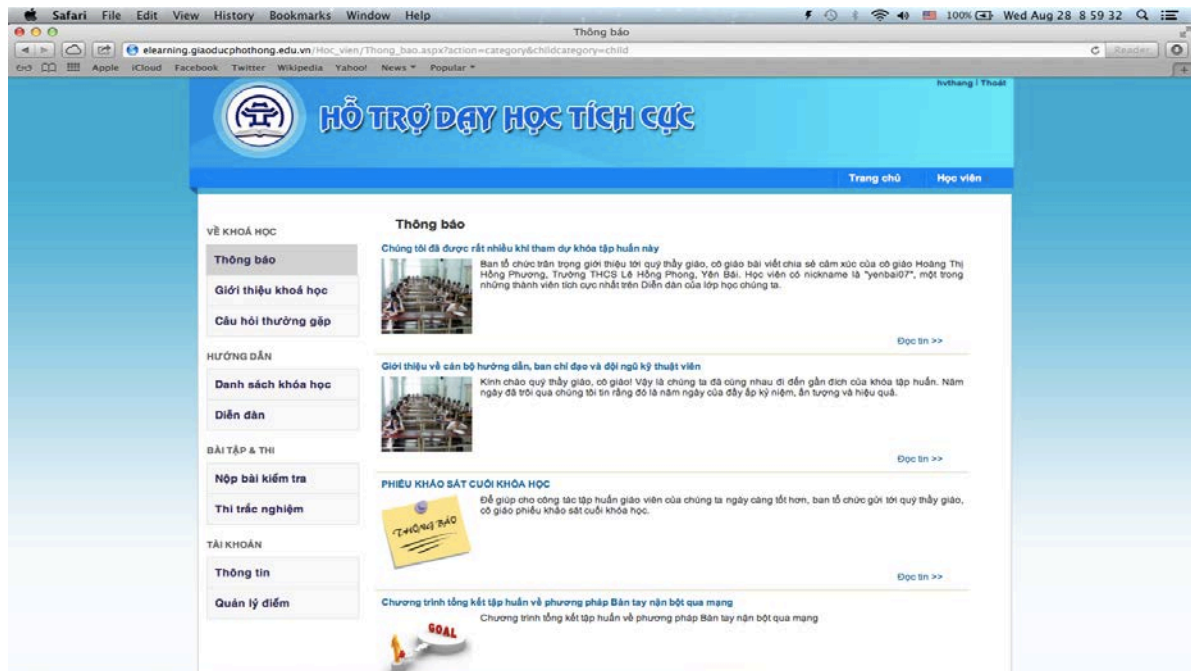 Safari File Edit View History Bookmarks Window Help 100% Wed Aug 28 8 59 32
Thông báo
elearning.giaoducphothong.edu.vn/Hoc_vien/Thong_bao.aspx?action=category&childcategory=child Reader
Apple iCloud Facebook Twitter Wikipedia Yahoo! News Popular
hvthang | Thoát
HỖ TRỢ DẠY HỌC TÍCH CỰC
Trang chủ Học viên
VỀ KHOÁ HỌC
Thông báo
Giới thiệu khoá học
Câu hỏi thường gặp
HƯỚNG DẪN
Danh sách khóa học
Diễn đàn
BÀI TẬP & THI
Nộp bài kiểm tra
Thi trắc nghiệm
TÀI KHOẢN
Thông tin
Quản lý điểm
Thông báo
Chúng tôi đã được rất nhiều khi tham dự khóa tập huấn này
Ban tổ chức trân trọng giới thiệu tới quý thầy giáo, cô giáo bài viết chia sẻ cảm xúc của cô giáo Hoàng Thị
Hồng Phương, Trường THCS Lê Hồng Phong, Yên Bái. Học viên có nickname là "yenbai07", một trong
những thành viên tích cực nhất trên Diễn đàn của lớp học chúng ta.
Đọc tin >>
Giới thiệu về cán bộ hướng dẫn, ban chỉ đạo và đội ngũ kỹ thuật viên
Kính chào quý thầy giáo, cô giáo! Vậy là chúng ta đã cùng nhau đi đến gần đích của khóa tập huấn. Năm
ngày đã trôi qua chúng tôi tin rằng đó là năm ngày của đầy ắp kỷ niệm, ấn tượng và hiệu quả.
Đọc tin >>
PHIẾU KHẢO SÁT CUỐI KHÓA HỌC
Để giúp cho công tác tập huấn giáo viên của chúng ta ngày càng tốt hơn, ban tổ chức gửi tới quý thầy giáo,
cô giáo phiếu khảo sát cuối khóa học.
THÔNG BÁO
Đọc tin >>
Chương trình tổng kết tập huấn về phương pháp Bàn tay nặn bột qua mạng
Chương trình tổng kết tập huấn về phương pháp Bàn tay nặn bột qua mạng
GOAL